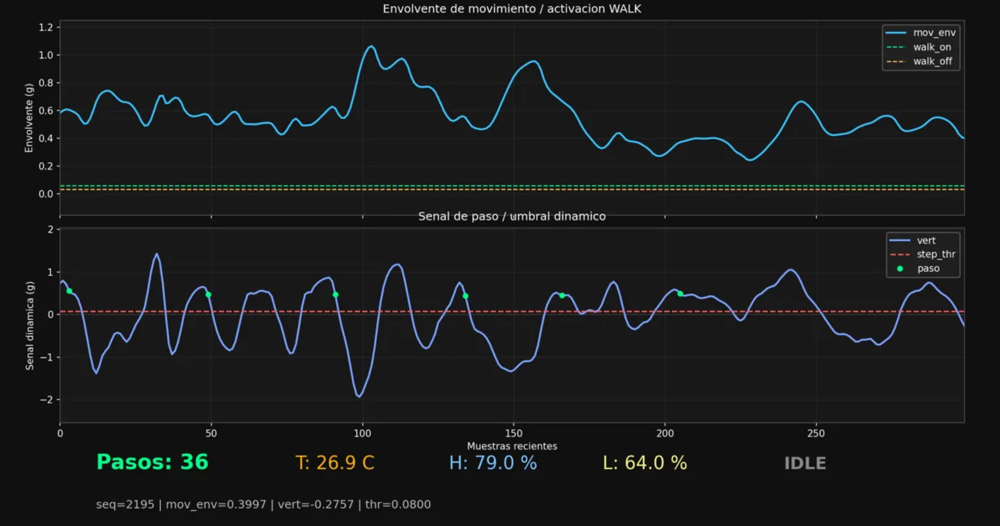 Envolvente de movimiento / activacion WALK
1.2
1.0
0.8
0.6
0.4
0.2
0.0
Envolvente (g)
mov_env
walk_on
walk_off
Senal de paso / umbral dinamico
2
1
0
−1
−2
Senal dinamica (g)
vert
step_thr
paso
0 50 100 150 200 250
Muestras recientes
Pasos: 36 T: 26.9 C H: 79.0 % L: 64.0 % IDLE
seq=2195 | mov_env=0.3997 | vert=-0.2757 | thr=0.0800